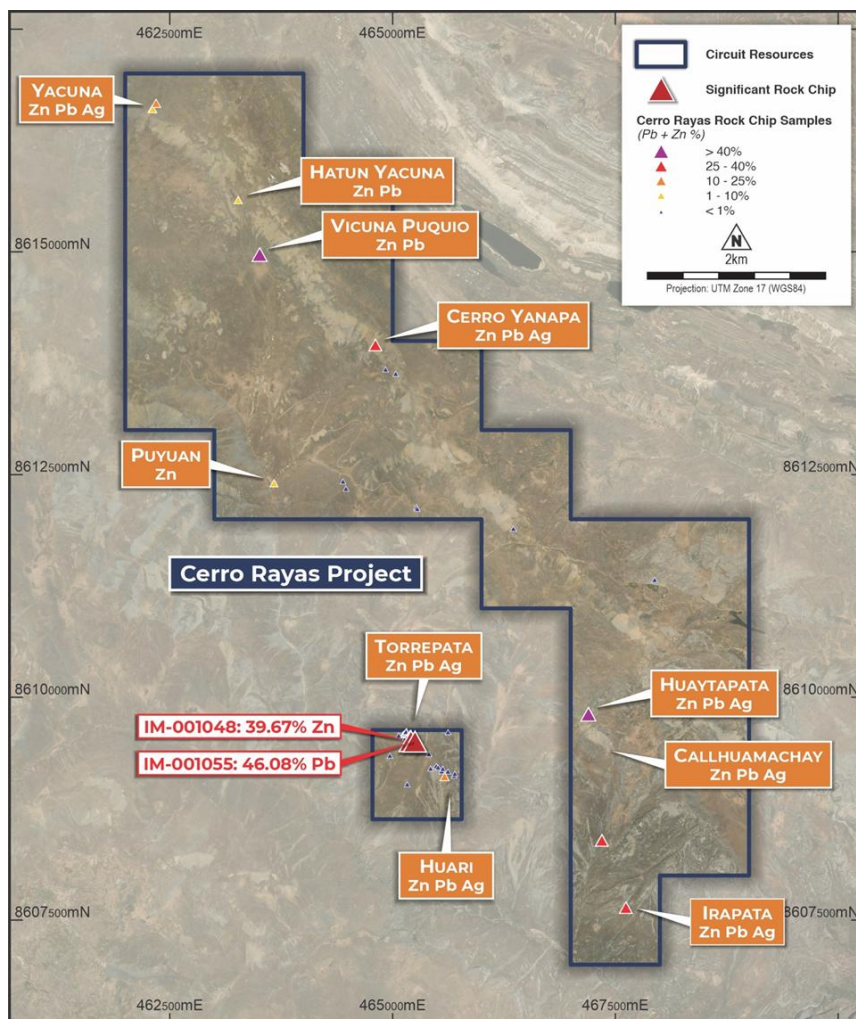 462500mE
465000mE
Circuit Resources
Significant Rock Chip
Cerro Rayas Rock Chip Samples
(Pb + Zn %)
> 40%
25 - 40%
10 - 25%
1 - 10%
< 1%
N
2km
Projection: UTM Zone 17 (WGS84)
YACUNA
Zn Pb Ag
HATUN YACUNA
Zn Pb
VICUNA PUQUIO
Zn Pb
8615000mN
CERRO YANAPA
Zn Pb Ag
PUYUAN
Zn
8612500mN
8612500mN
Cerro Rayas Project
TORREPATA
Zn Pb Ag
8610000mN
8610000mN
HUAYTAPATA
Zn Pb Ag
IM-001048: 39.67% Zn
IM-001055: 46.08% Pb
CALLHUAMACHAY
Zn Pb Ag
HUARI
Zn Pb Ag
IRAPATA
Zn Pb Ag
8607500mN
8607500mN
462500mE
465000mE
467500mE